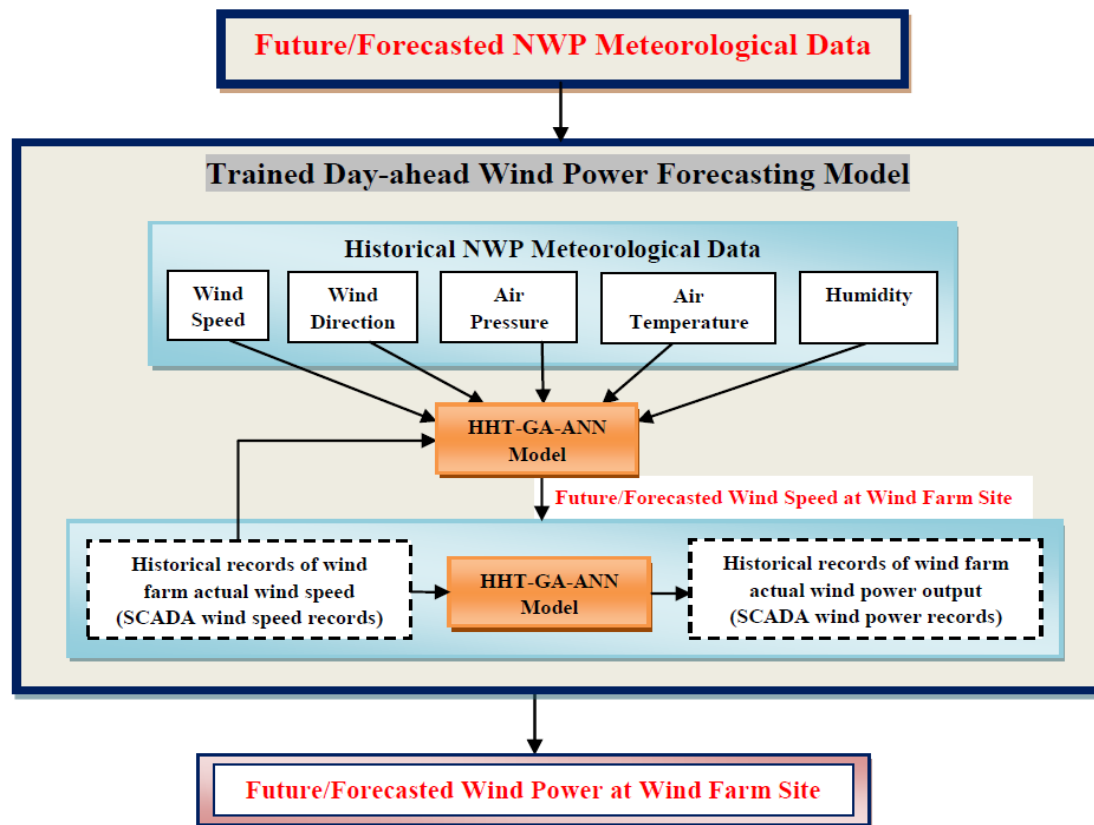 Future/Forecasted NWP Meteorological Data
Trained Day-ahead Wind Power Forecasting Model
Historical NWP Meteorological Data
Wind
Speed
Wind
Direction
Air
Pressure
Air
Temperature
Humidity
HHT-GA-ANN
Model
Future/Forecasted Wind Speed at Wind Farm Site
Historical records of wind
farm actual wind speed
(SCADA wind speed records)
HHT-GA-ANN
Model
Historical records of wind farm
actual wind power output
(SCADA wind power records)
Future/Forecasted Wind Power at Wind Farm Site